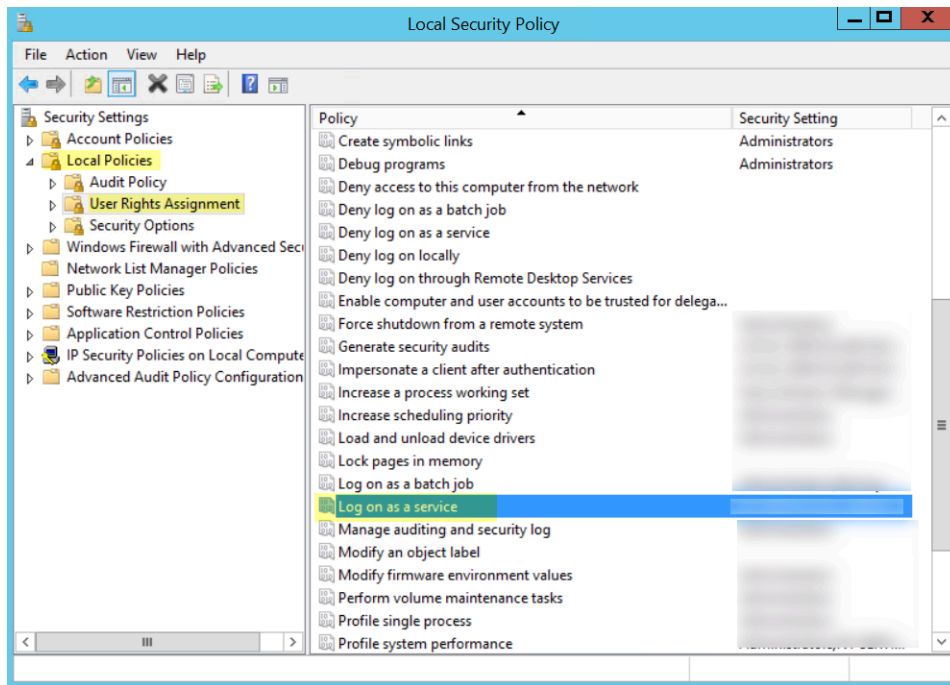 Local Security Policy
File Action View Help
Security Settings
Account Policies
Local Policies
Audit Policy
User Rights Assignment
Security Options
Windows Firewall with Advanced Sec
Network List Manager Policies
Public Key Policies
Software Restriction Policies
Application Control Policies
IP Security Policies on Local Compute
Advanced Audit Policy Configuration
Policy Security Setting
Create symbolic links Administrators
Debug programs Administrators
Deny access to this computer from the network
Deny log on as a batch job
Deny log on as a service
Deny log on locally
Deny log on through Remote Desktop Services
Enable computer and user accounts to be trusted for delega...
Force shutdown from a remote system
Generate security audits
Impersonate a client after authentication
Increase a process working set
Increase scheduling priority
Load and unload device drivers
Lock pages in memory
Log on as a batch job
Log on as a service
Manage auditing and security log
Modify an object label
Modify firmware environment values
Perform volume maintenance tasks
Profile single process
Profile system performance